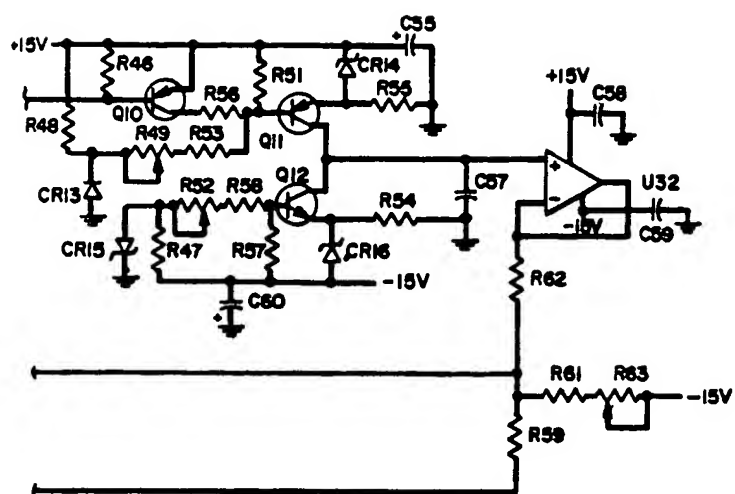 C55
+15V
R46
R51
CR14
R55
+15V
C58
Q10
R56
Q11
R48
R49
R53
Q12
+
-
U32
CR13
R52
R58
R54
C57
-15V
C59
CR15
R47
R57
CR16
R62
-15V
C60
+
R61
R63
-15V
R59